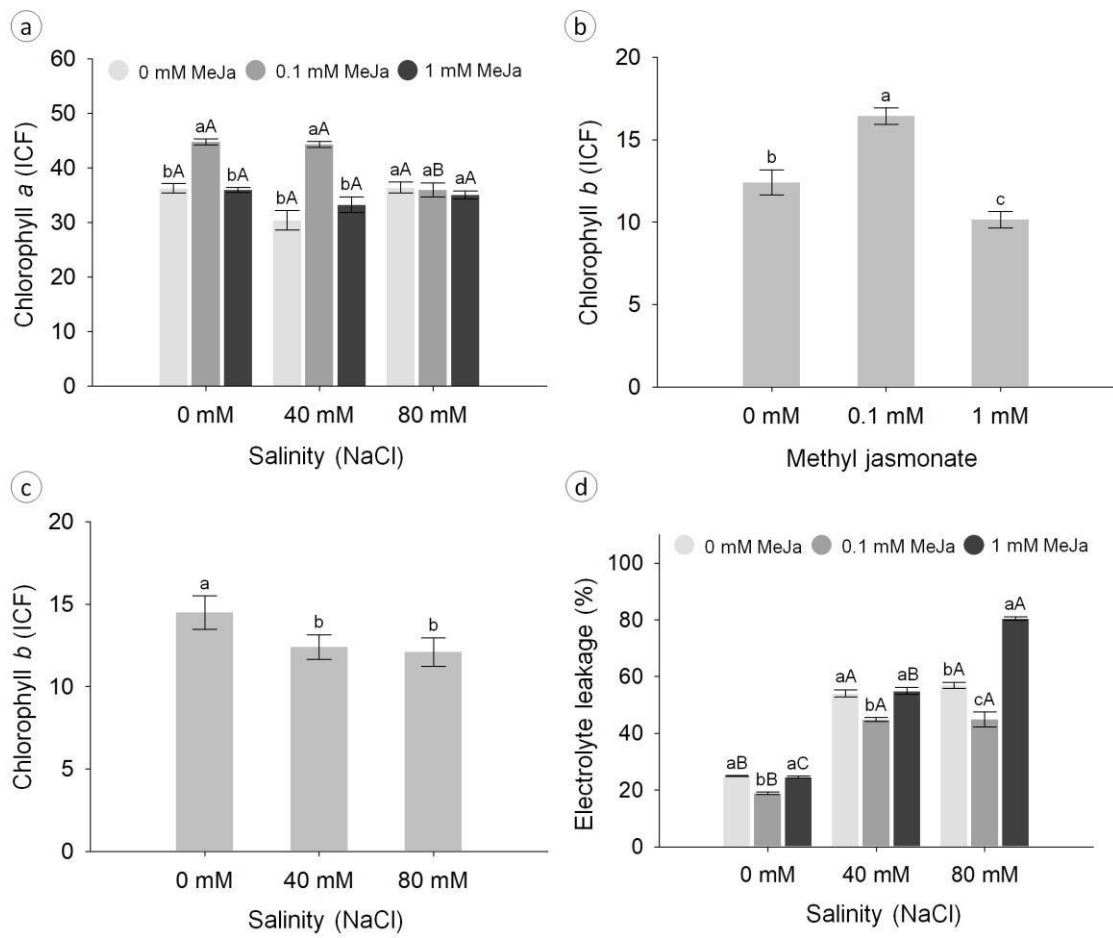 a
60
50
40
30
20
10
0
Chlorophyll a (ICF)
0 mM MeJa 0.1 mM MeJa 1 mM MeJa
bA aA bA bA aA bA aA aB aA
0 mM 40 mM 80 mM
Salinity (NaCl)
b
20
15
10
5
0
Chlorophyll b (ICF)
b a c
0 mM 0.1 mM 1 mM
Methyl jasmonate
c
20
15
10
5
0
Chlorophyll b (ICF)
a b b
0 mM 40 mM 80 mM
Salinity (NaCl)
d
100
80
60
40
20
0
Electrolyte leakage (%)
0 mM MeJa 0.1 mM MeJa 1 mM MeJa
aB bB aC aA bA aB bA cA aA
0 mM 40 mM 80 mM
Salinity (NaCl)